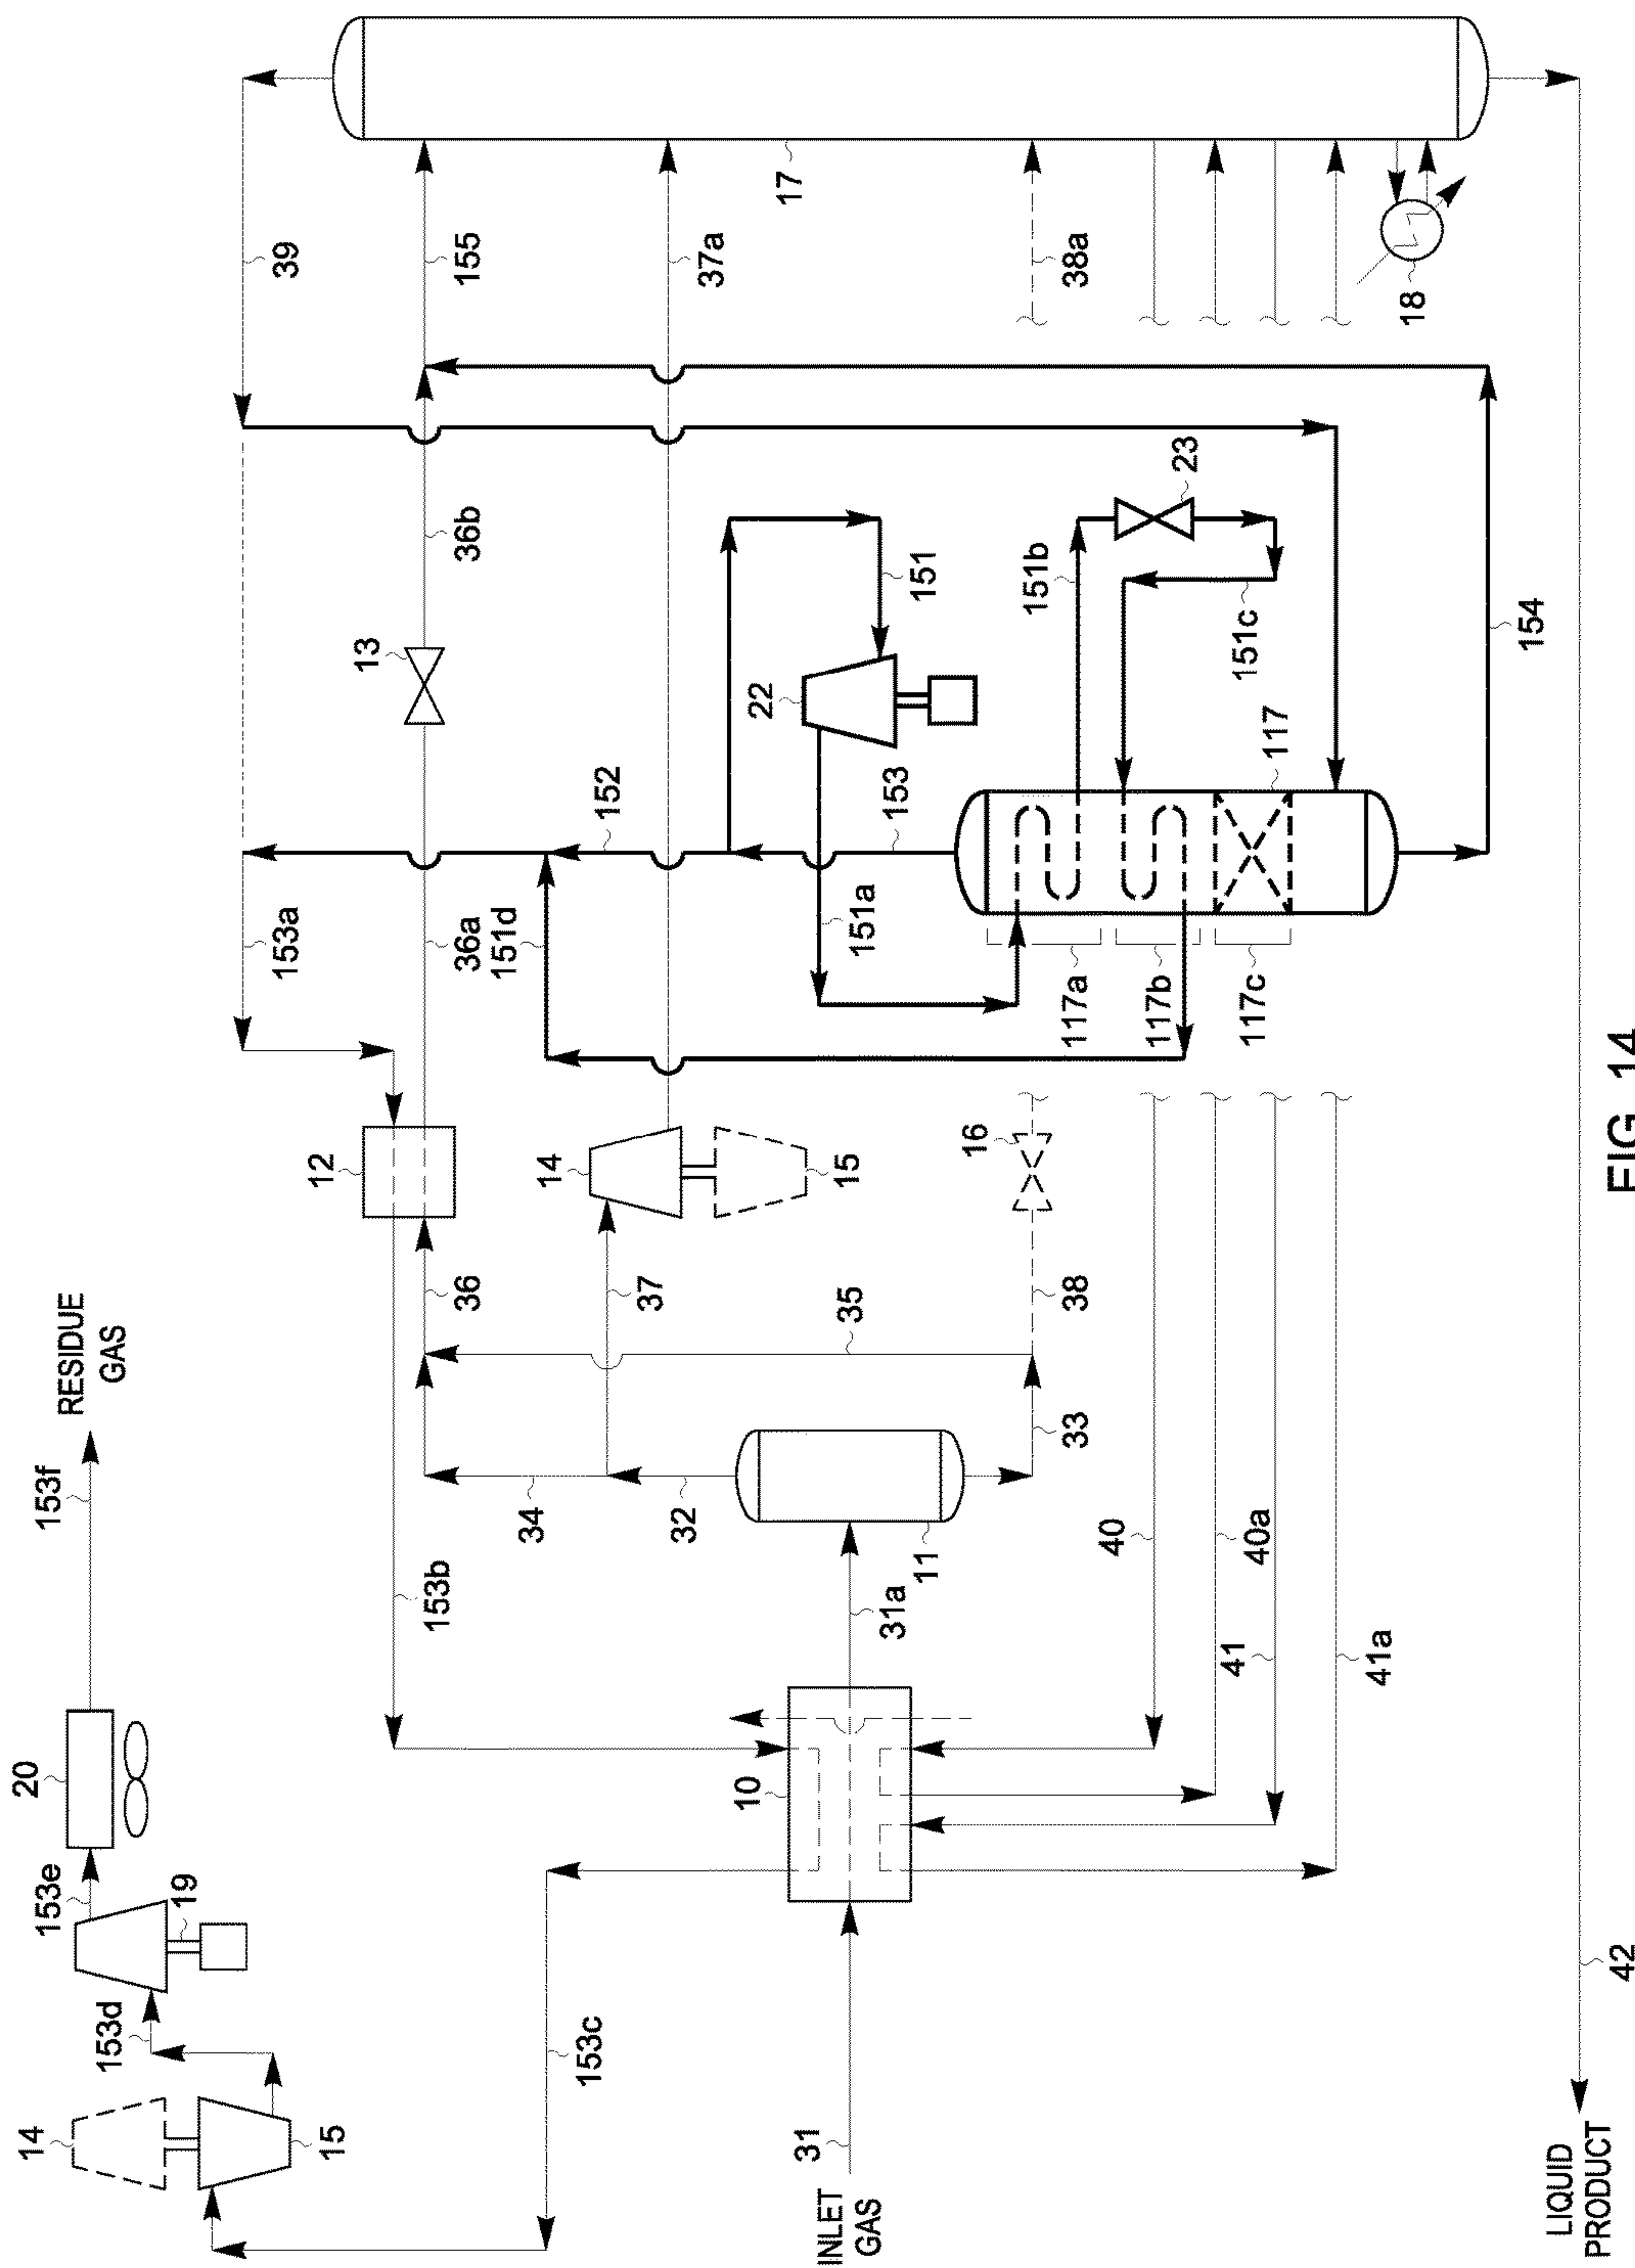 14
15
153d
153e
19
20
153f
RESIDUE
GAS
153c
153b
12
153a
39
36
36a
13
36b
155
34
37
14
15
151d
152
37a
32
35
22
151
17
INLET
GAS
31
10
31a
11
33
38
16
151a
153
151b
23
38a
40
40a
41
41a
117a
117b
117c
117
151c
18
154
LIQUID
PRODUCT
42
FIG. 14